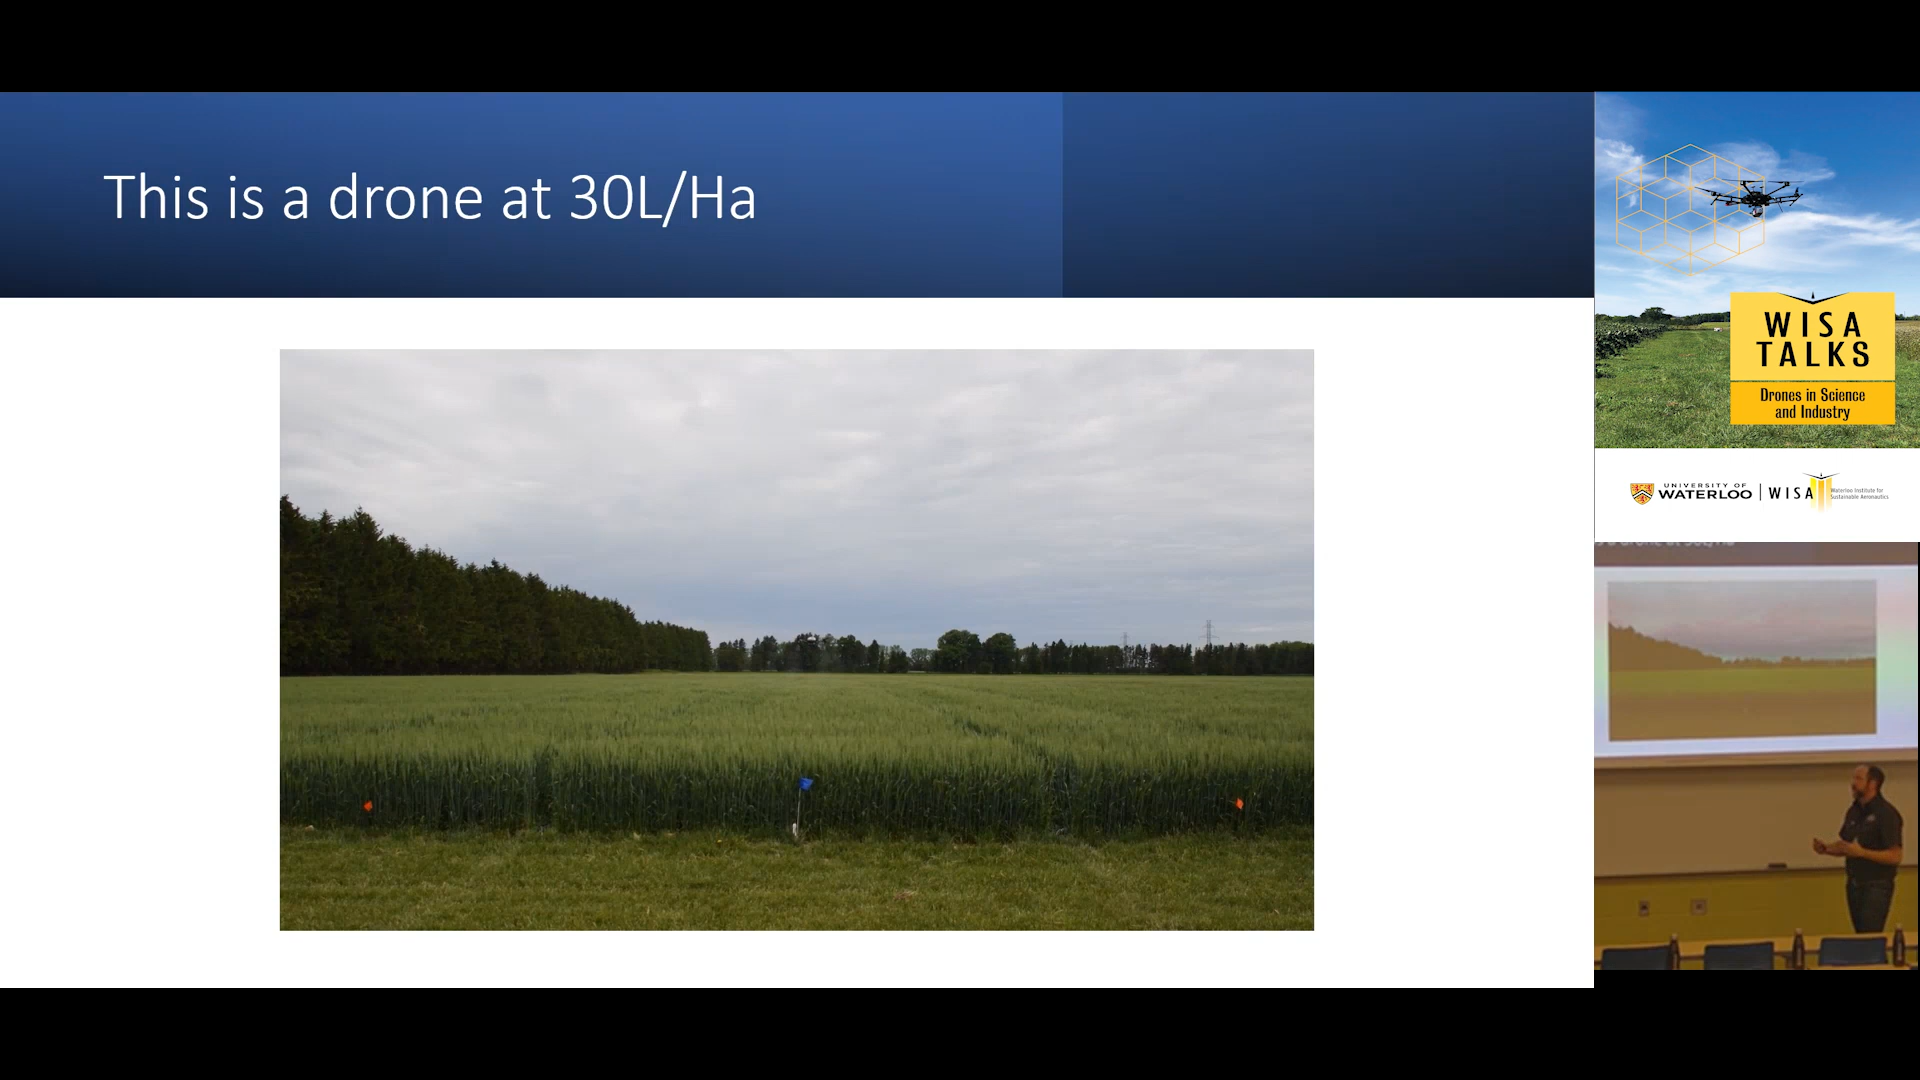 This is a drone at 30L/Ha
WISA
TALKS
Drones in Science
and Industry
UNIVERSITY OF
WATERLOO
WISA
Waterloo Institute for
Sustainable Aeronautics